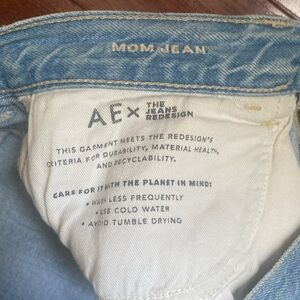 MOM JEAN
AE x THE
JEANS
REDESIGN
THIS GARMENT MEETS THE REDESIGN'S
CRITERIA FOR DURABILITY, MATERIAL HEALTH,
AND RECYCLABILITY.
CARE FOR IT WITH THE PLANET IN MIND:
• WASH LESS FREQUENTLY
• USE COLD WATER
• AVOID TUMBLE DRYING